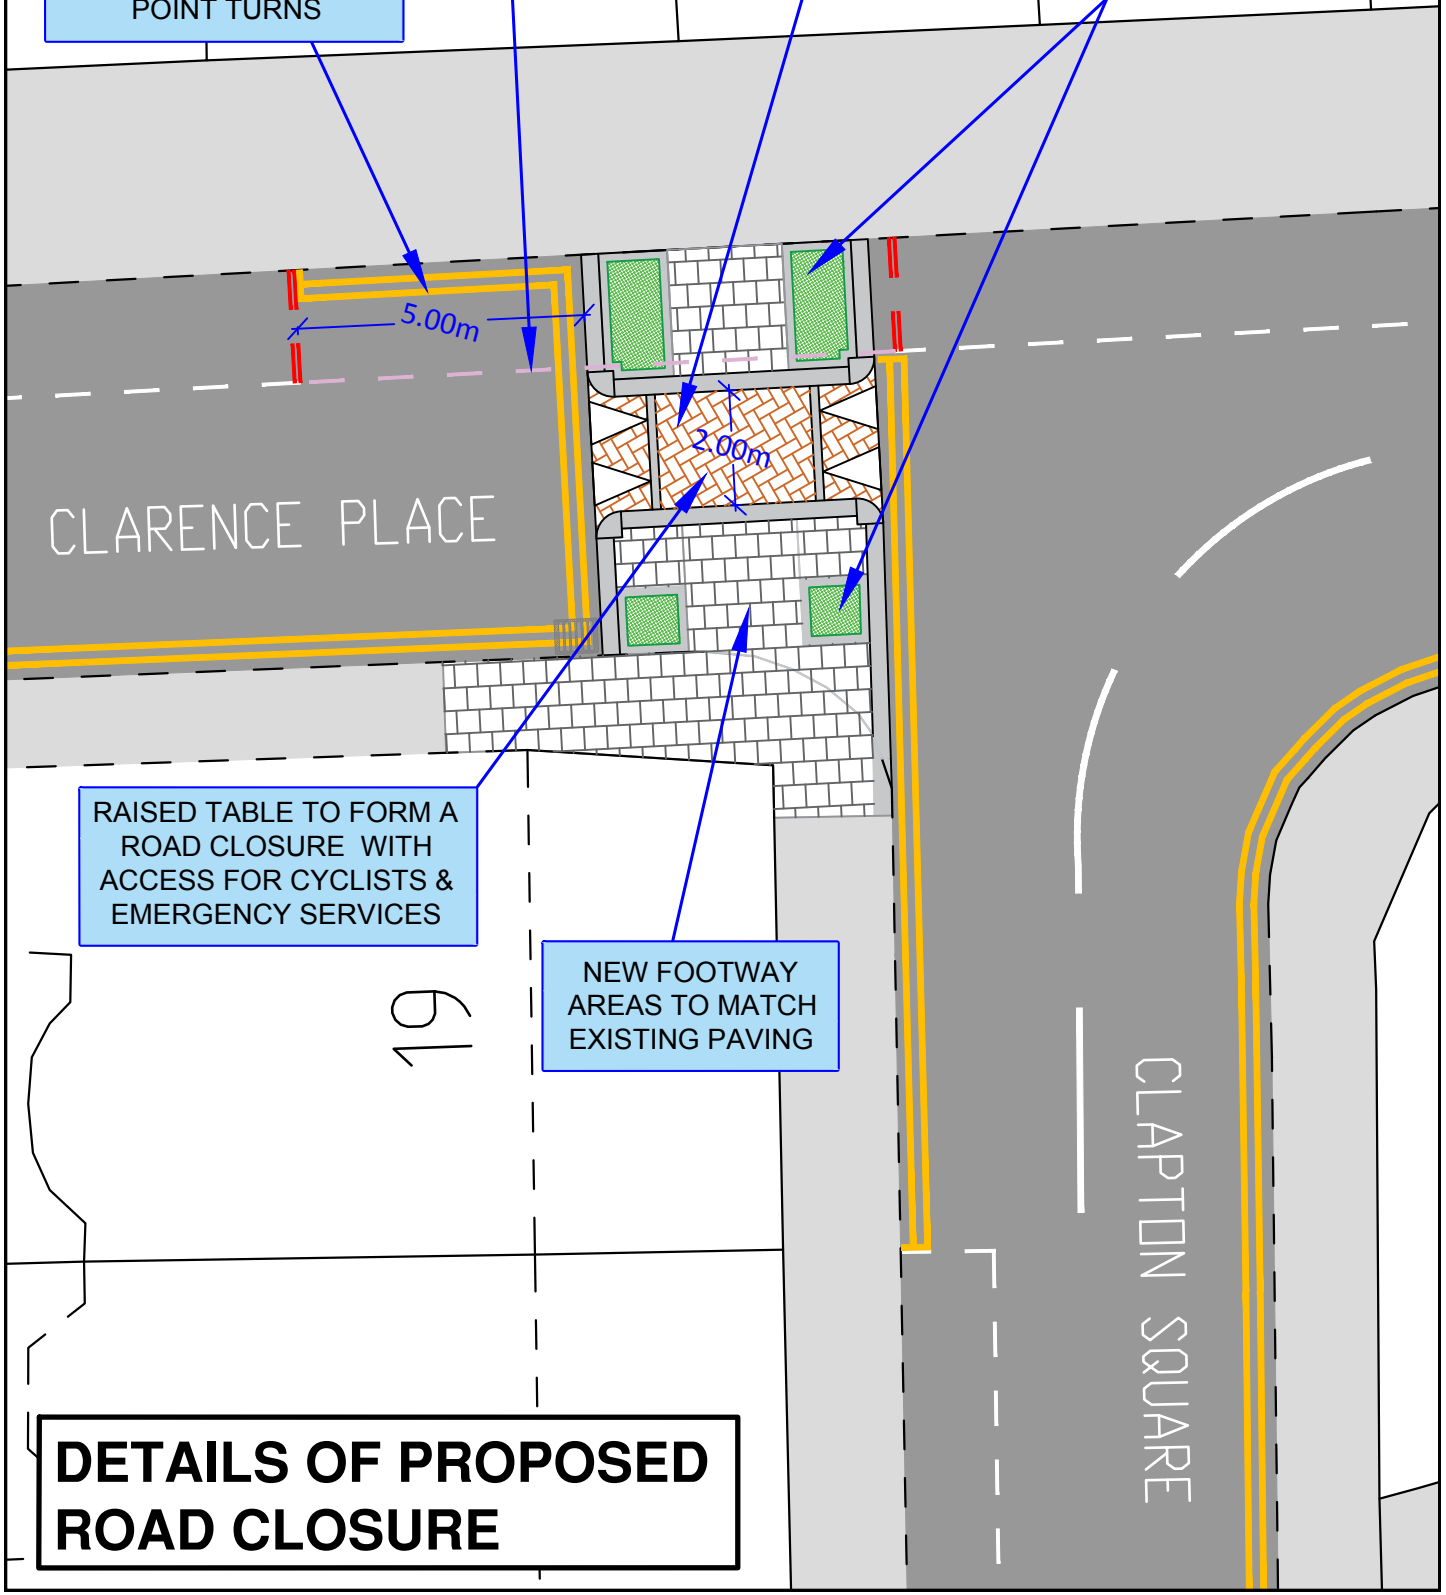 POINT TURNS
5.00m
2.00m
CLARENCE PLACE
RAISED TABLE TO FORM A
ROAD CLOSURE WITH
ACCESS FOR CYCLISTS &
EMERGENCY SERVICES
NEW FOOTWAY
AREAS TO MATCH
EXISTING PAVING
19
CLAPTON SQUARE
DETAILS OF PROPOSED
ROAD CLOSURE